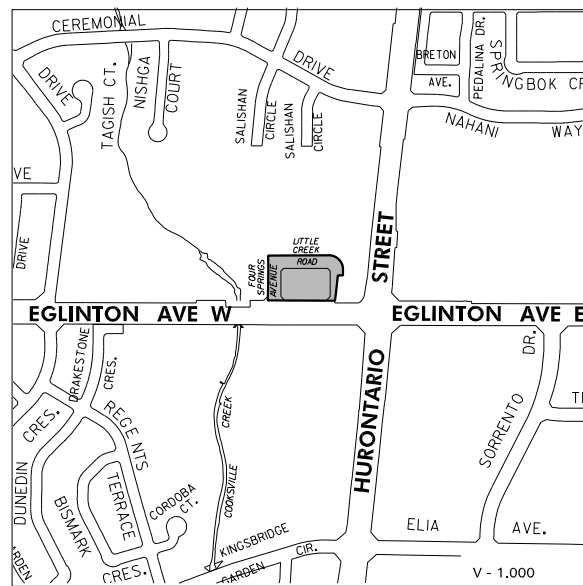 CEREMONIAL
DRIVE
BRETON
AVE.
PEDALINA DR.
SPRINGBOK CR
DRIVE
TAGISH CT.
NISHGA
COURT
SALISHAN
CIRCLE
SALISHAN
CIRCLE
NAHANI WAY
VE
DRIVE
LITTLE
CREEK
ROAD
FOUR
SPRINGS
AVENUE
STREET
EGLINTON AVE W
EGLINTON AVE E
HURONTARIO
DRAKESTONE
CRES.
DUNEDIN
CRES.
REGENTS
TERRACE
BISMARK
CRES.
CORDOBA
CT.
COOKSVILLE
CREEK
KINGSBRIDGE
GARDEN
CIR.
ARDEN
ELIA AVE.
SORRENTO
DR.
V - 1.000